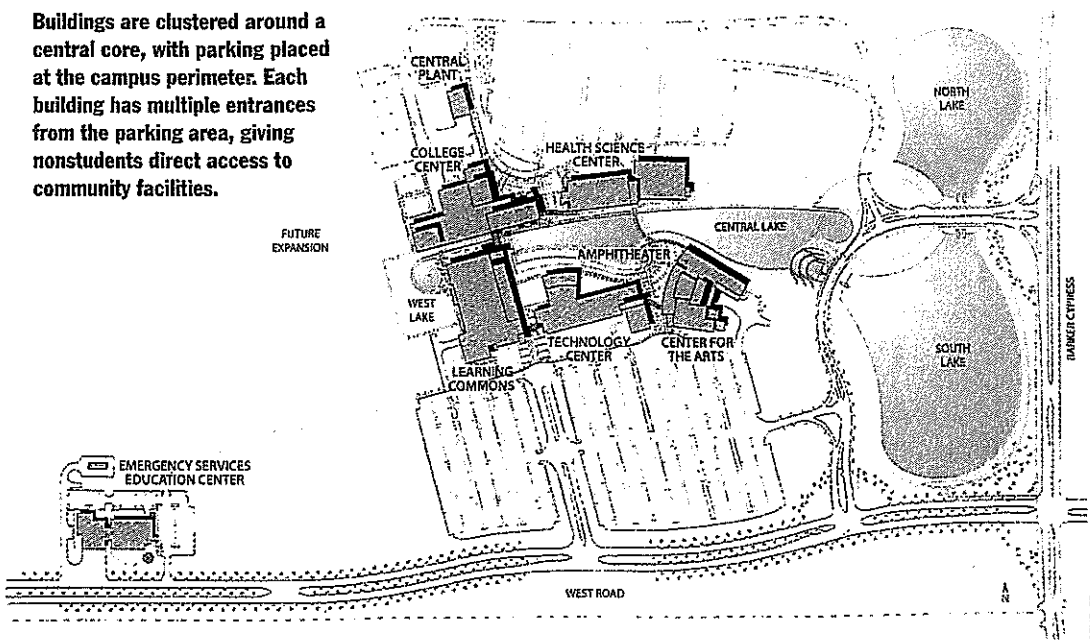 Buildings are clustered around a
central core, with parking placed
at the campus perimeter. Each
building has multiple entrances
from the parking area, giving
nonstudents direct access to
community facilities.
CENTRAL
PLANT
NORTH
LAKE
COLLEGE
CENTER
HEALTH SCIENCE
CENTER
FUTURE
EXPANSION
CENTRAL LAKE
AMPHITHEATER
WEST
LAKE
BARKER CYPRESS
TECHNOLOGY
CENTER
CENTER FOR
THE ARTS
SOUTH
LAKE
LEARNING
COMMONS
EMERGENCY SERVICES
EDUCATION CENTER
WEST ROAD
N